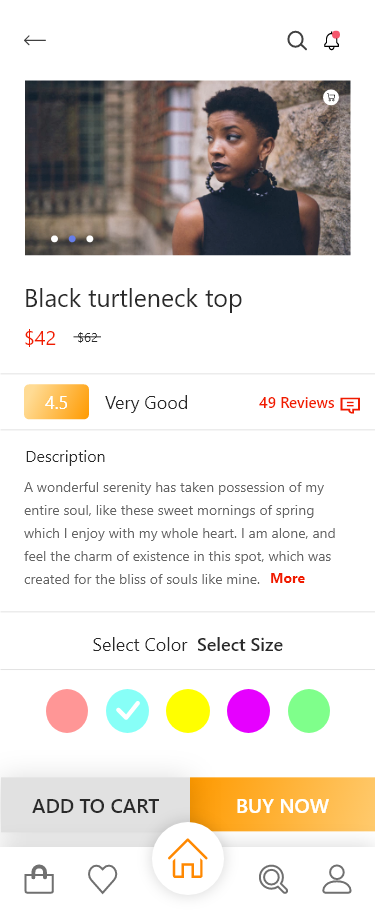 Black turtleneck top
$42 $62
4.5 Very Good 49 Reviews
Description
A wonderful serenity has taken possession of my
entire soul, like these sweet mornings of spring
which I enjoy with my whole heart. I am alone, and
feel the charm of existence in this spot, which was
created for the bliss of souls like mine. More
Select Color Select Size
ADD TO CART BUY NOW